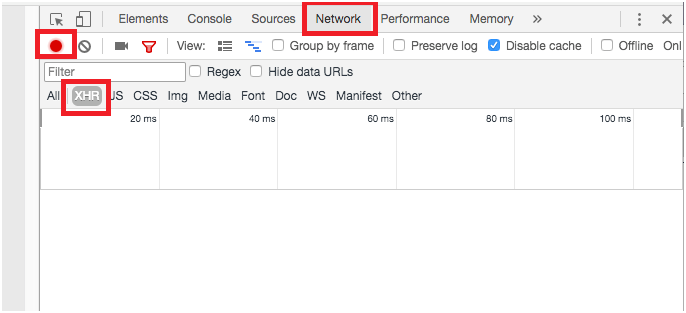 Elements Console Sources Network Performance Memory »
View: Group by frame Preserve log Disable cache Offline Onl
Filter Regex Hide data URLs
All XHR JS CSS Img Media Font Doc WS Manifest Other
20 ms 40 ms 60 ms 80 ms 100 ms